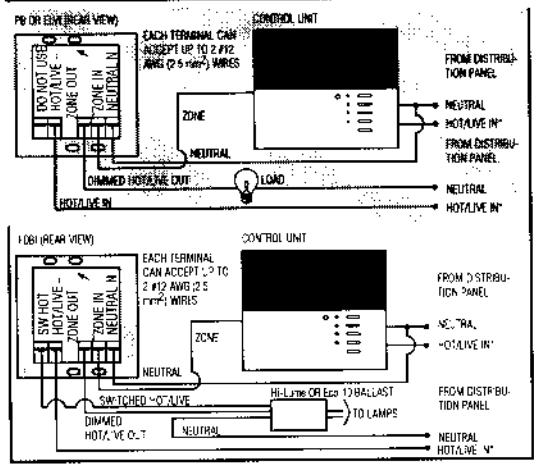 PB OR ELVI (REAR VIEW)
EACH TERMINAL CAN
ACCEPT UP TO 2 #12
AWG (2.5 mm²) WIRES
CONTROL UNIT
DO NOT USE
HOT/LIVE -
ZONE OUT
ZONE IN
NEUTRAL N
ZONE
FROM DISTRIBU-
TION PANEL
NEUTRAL
HOT/LIVE IN*
FROM DISTRIBU-
TION PANEL
NEUTRAL
DIMMED HOT/LIVE OUT
LOAD
NEUTRAL
HOT/LIVE IN
HOT/LIVE IN*
(REAR VIEW)
EACH TERMINAL
CAN ACCEPT UP TO
2 #12 AWG (2.5
mm²) WIRES
CONTROL UNIT
SW HOT
HOT/LIVE -
ZONE OUT
ZONE IN
NEUTRAL N
ZONE
FROM DISTRIBU-
TION PANEL
NEUTRAL
HOT/LIVE IN*
NEUTRAL
SWITCHED HOT/LIVE
Hi-Lume OR Eco-10 BALLAST
TO LAMPS
FROM DISTRIBU-
TION PANEL
DIMMED
HOT/LIVE OUT
NEUTRAL
NEUTRAL
HOT/LIVE IN*